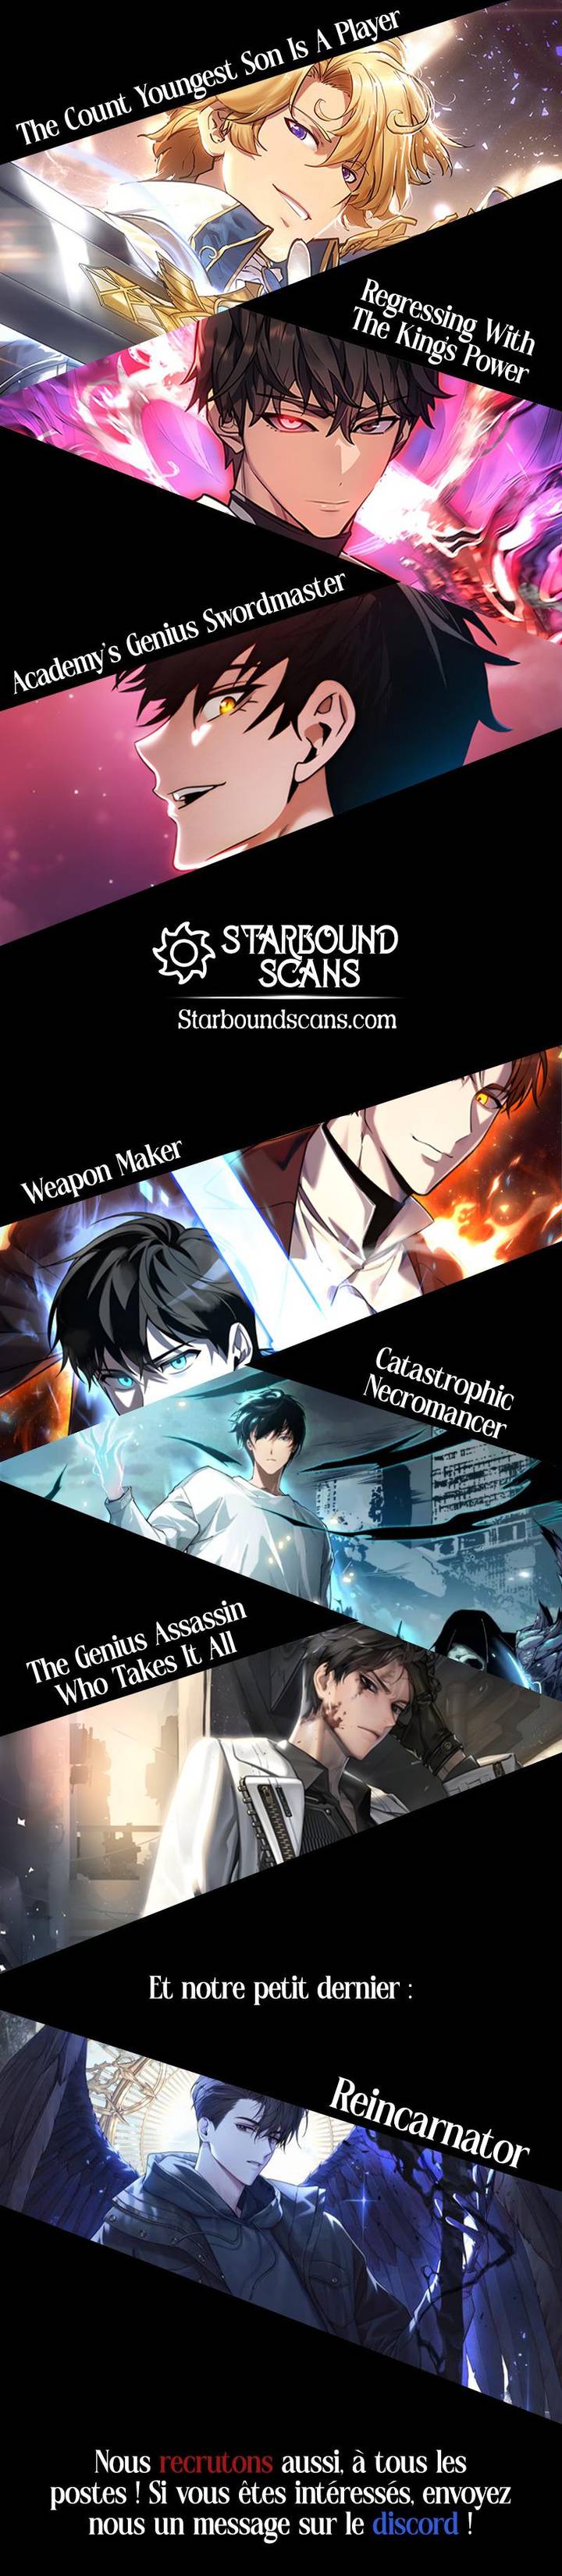 The Count Youngest Son Is A Player
Regressing With
The King's Power
Academy's Genius Swordmaster
STARBOUND
SCANS
Starboundscans.com
Weapon Maker
Catastrophic
Necromancer
The Genius Assassin
Who Takes It All
Et notre petit dernier :
Reincarnator
Nous recrutons aussi, à tous les
postes ! Si vous êtes intéressés, envoyez
nous un message sur le discord !